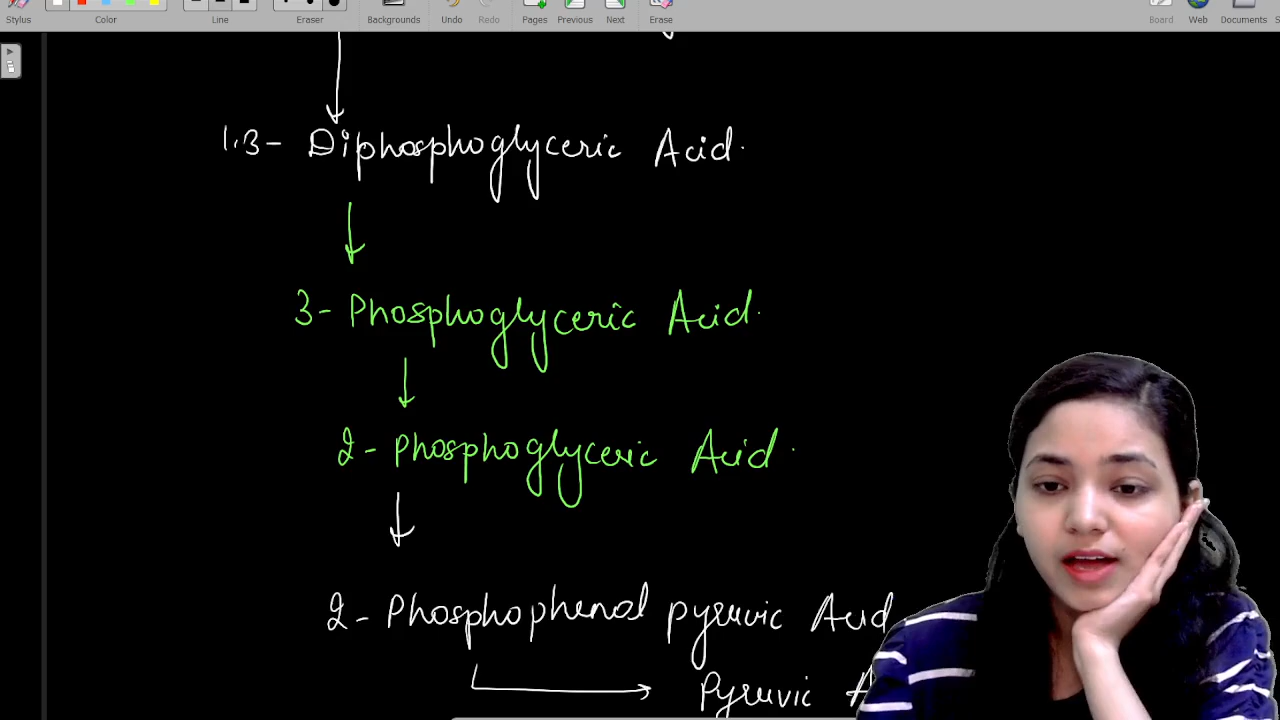 Stylus Color Line Eraser Backgrounds Undo Redo Pages Previous Next Erase Board Web Documents
1,3- Diphosphoglyceric Acid.
3- Phosphoglyceric Acid.
2- Phosphoglyceric Acid.
2- Phosphophenol pyruvic Acid
Pyruvic A